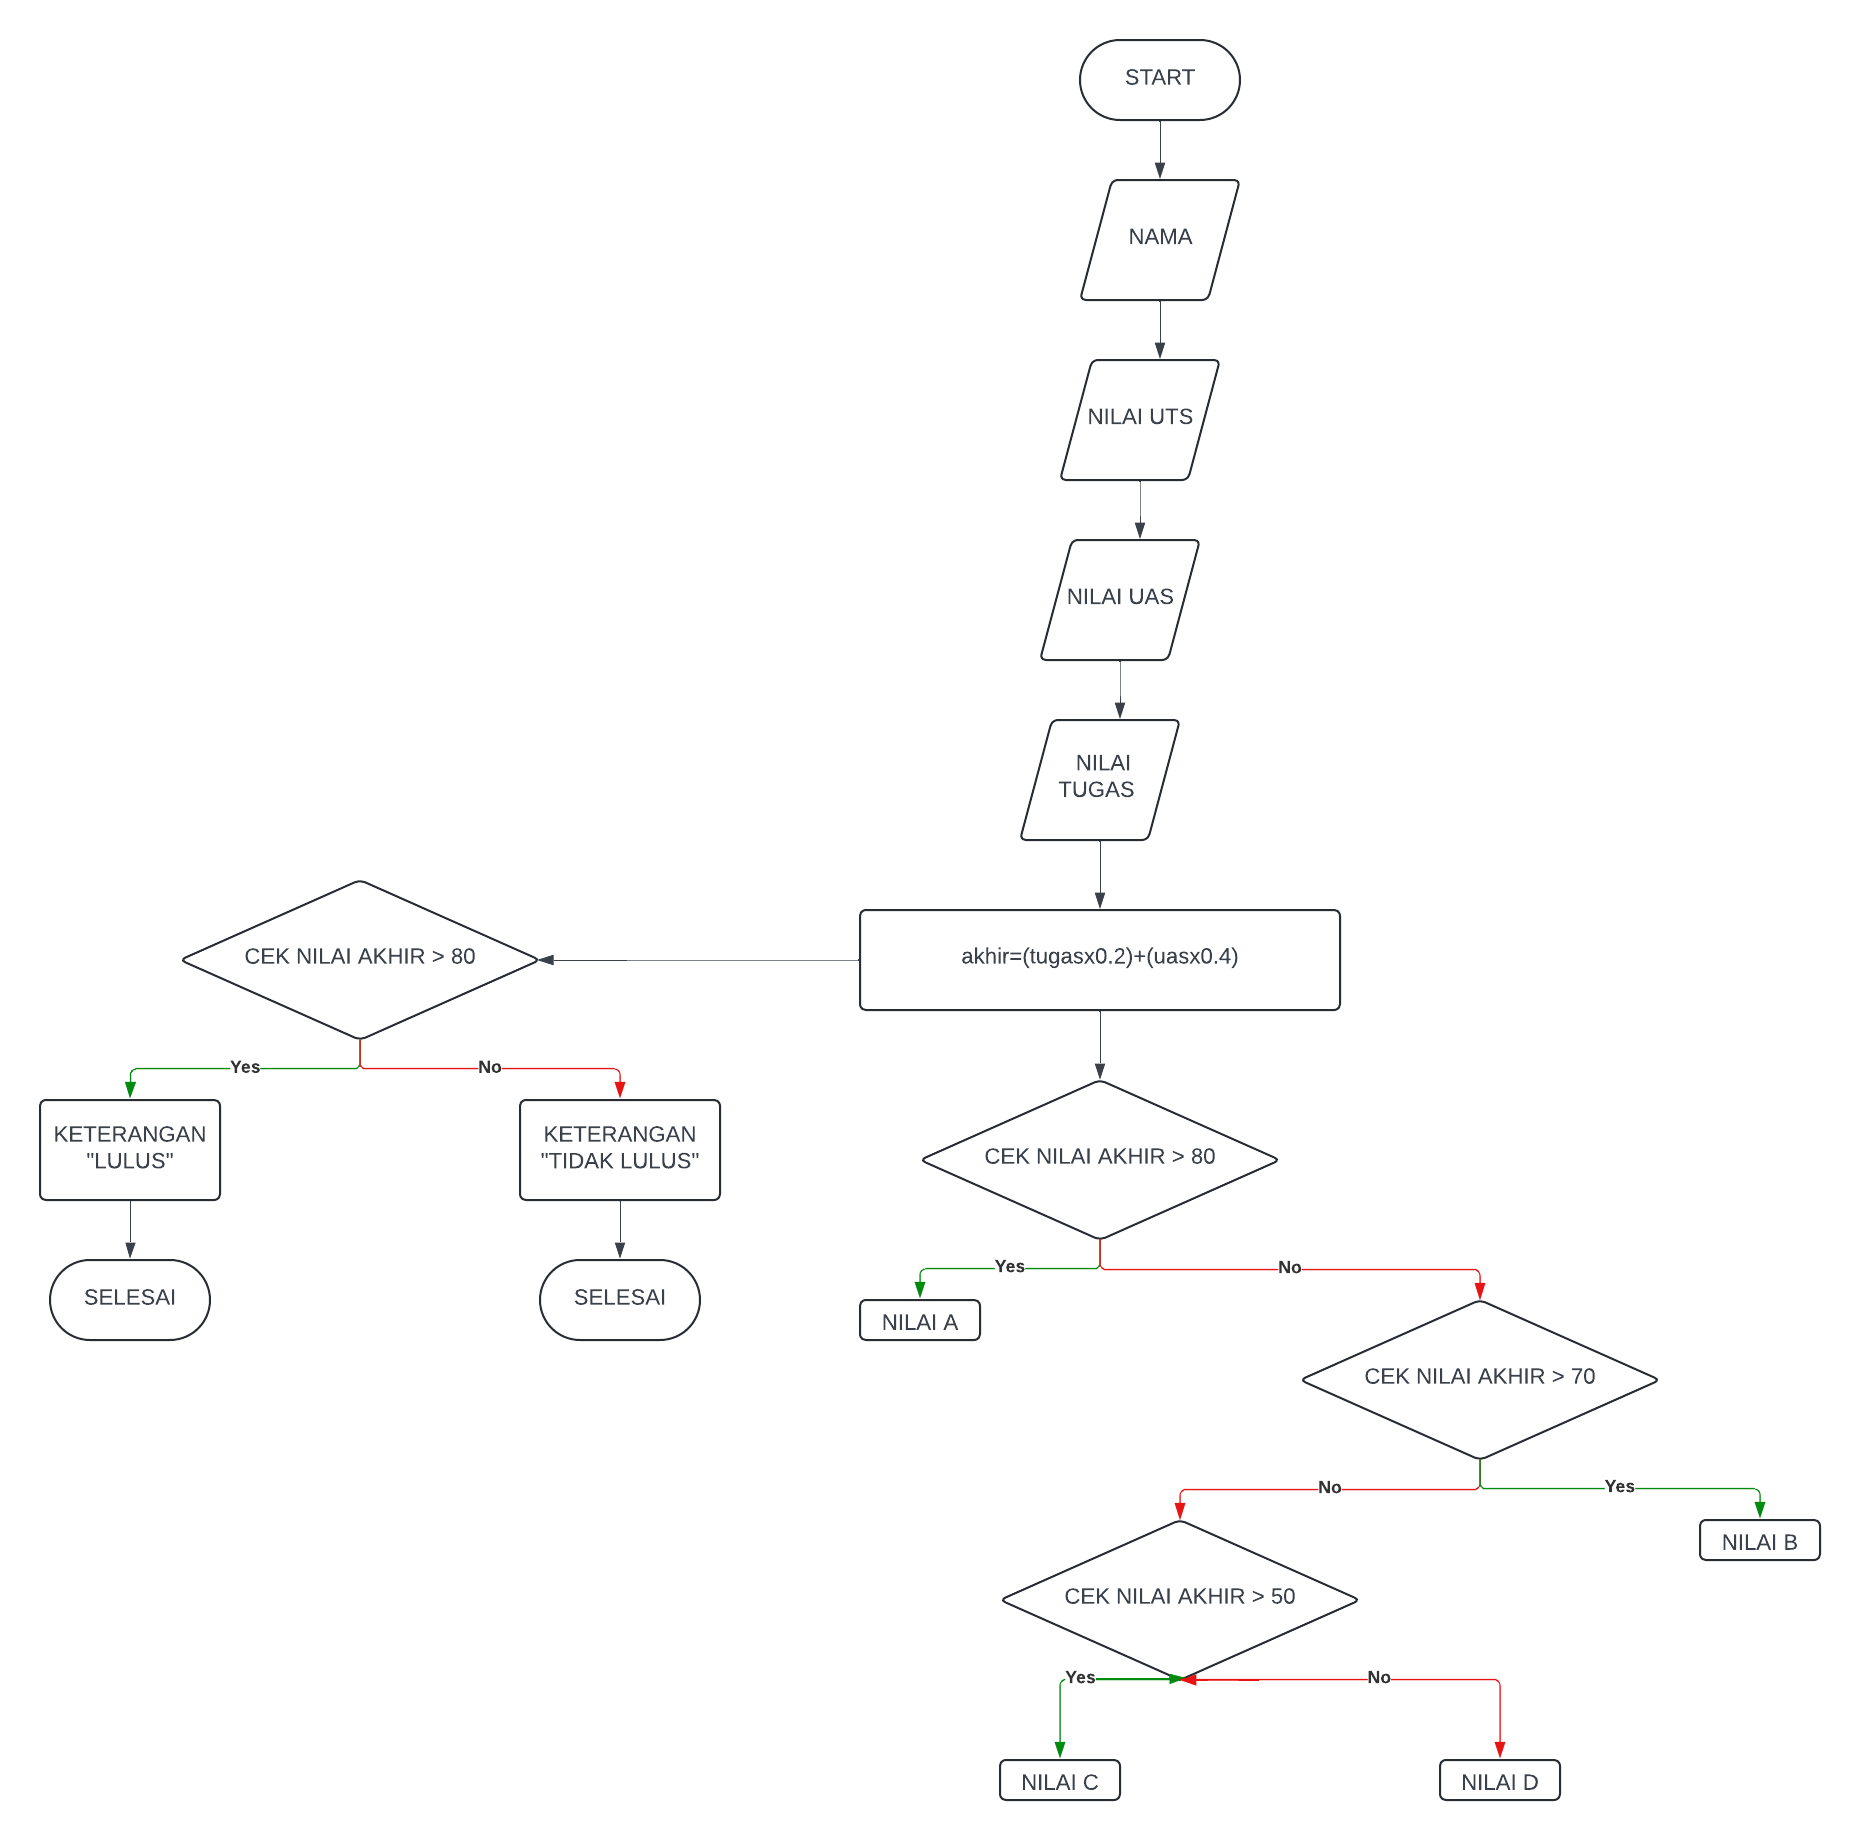 START
NAMA
NILAI UTS
NILAI UAS
NILAI
TUGAS
akhir=(tugasx0.2)+(uasx0.4)
CEK NILAI AKHIR > 80
Yes
No
KETERANGAN
"LULUS"
KETERANGAN
"TIDAK LULUS"
SELESAI
SELESAI
CEK NILAI AKHIR > 80
Yes
No
NILAI A
CEK NILAI AKHIR > 70
No
Yes
NILAI B
CEK NILAI AKHIR > 50
Yes
No
NILAI C
NILAI D